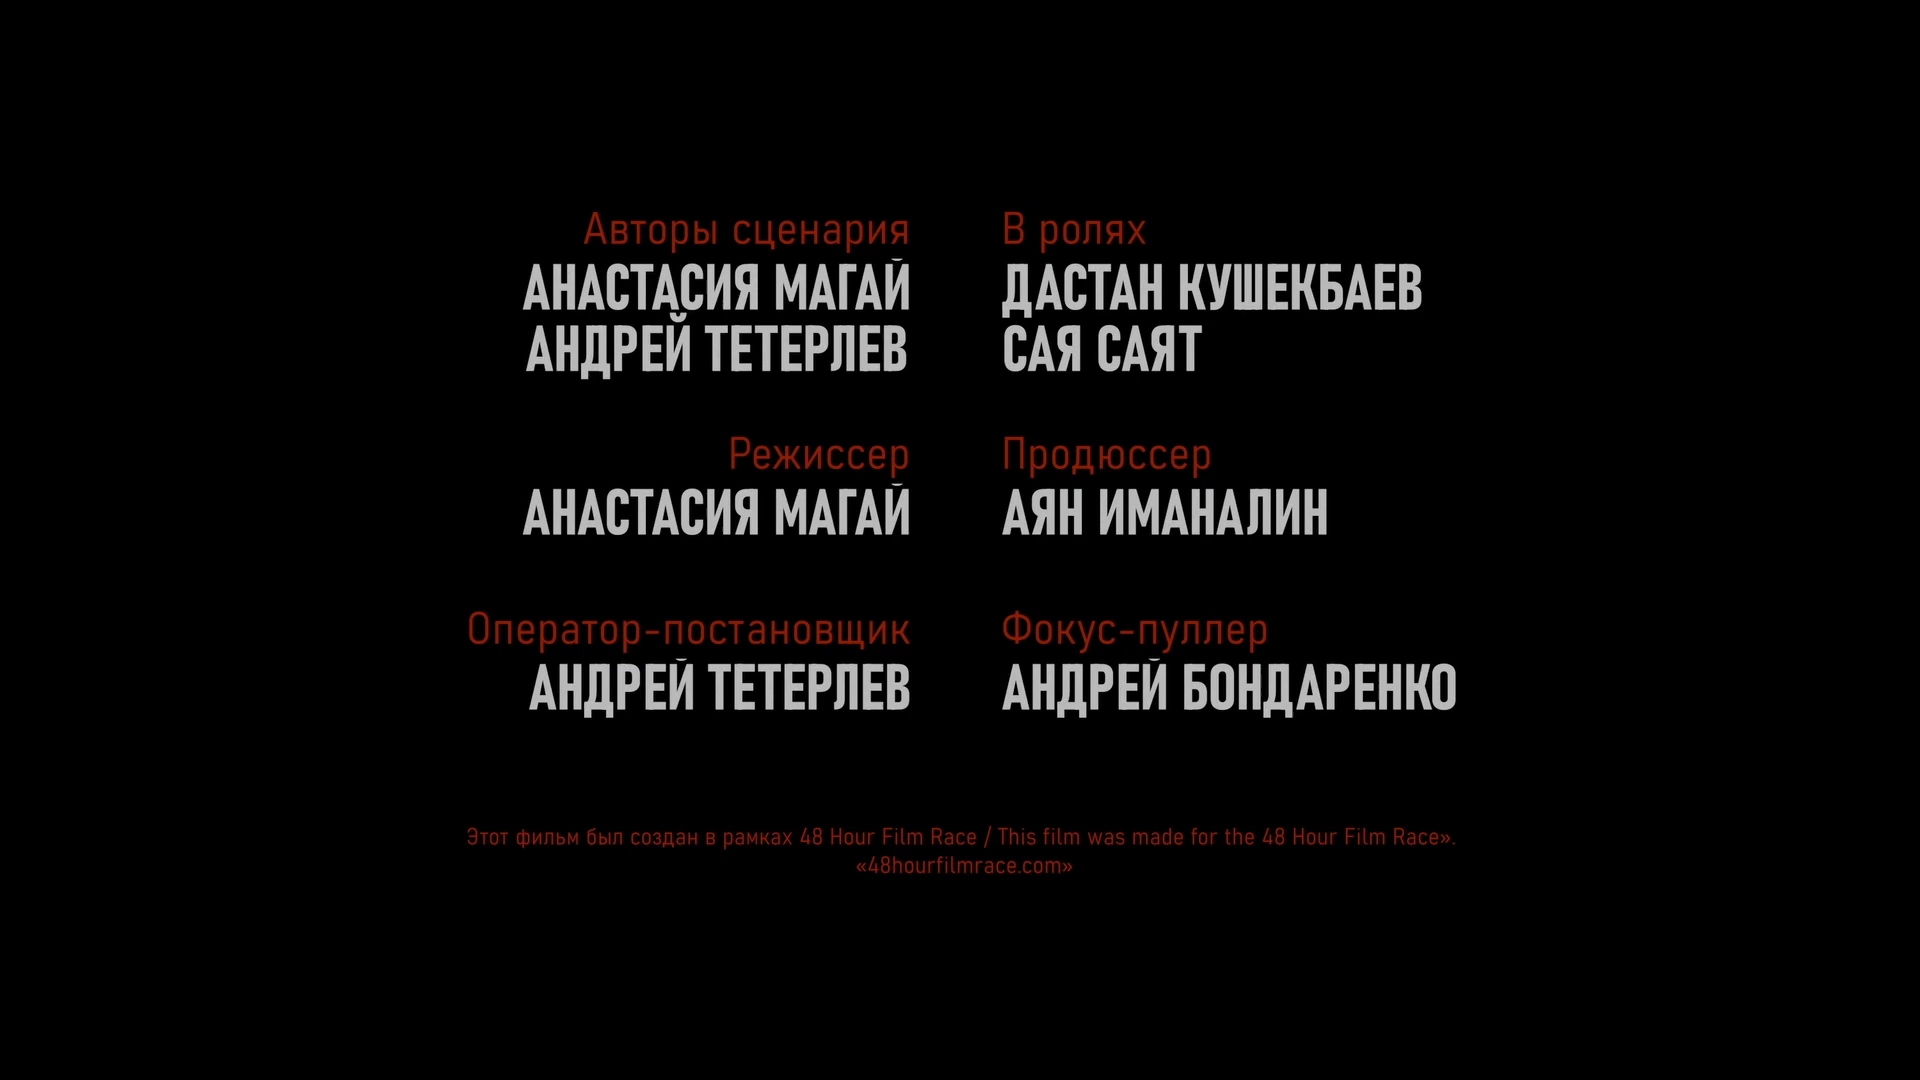 Авторы сценария
АНАСТАСИЯ МАГАЙ
АНДРЕЙ ТЕТЕРЛЕВ
Режиссер
АНАСТАСИЯ МАГАЙ
Оператор-постановщик
АНДРЕЙ ТЕТЕРЛЕВ
В ролях
ДАСТАН КУШЕКБАЕВ
САЯ САЯТ
Продюссер
АЯН ИМАНАЛИН
Фокус-пуллер
АНДРЕЙ БОНДАРЕНКО
Этот фильм был создан в рамках 48 Hour Film Race / This film was made for the 48 Hour Film Race».
«48hourfilmrace.com»